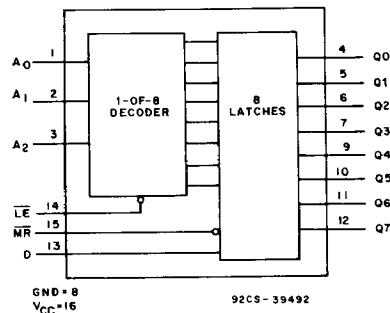 A0 1
A1 2
A2 3
1-OF-8
DECODER
8
LATCHES
4 Q0
5 Q1
6 Q2
7 Q3
9 Q4
10 Q5
11 Q6
12 Q7
LE 14
MR 15
D 13
GND = 8
VCC = 16
92CS-39492